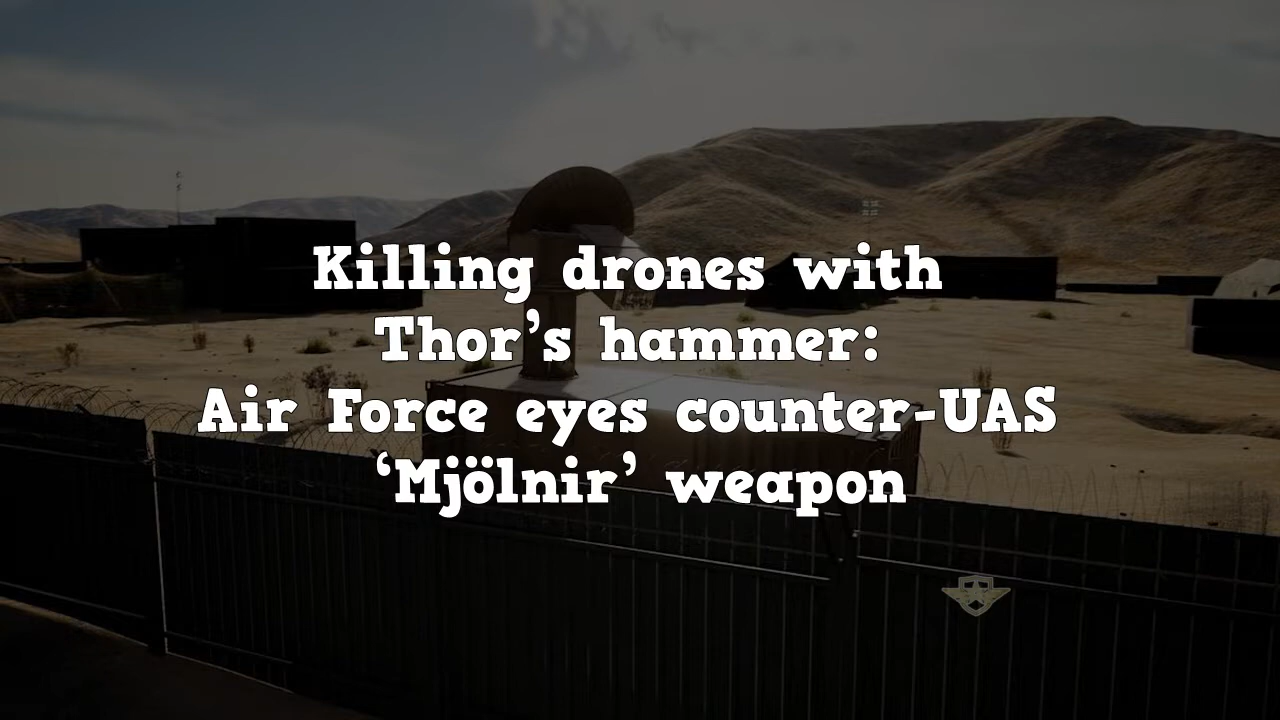 Killing drones with
Thor’s hammer:
Air Force eyes counter-UAS
‘Mjölnir’ weapon